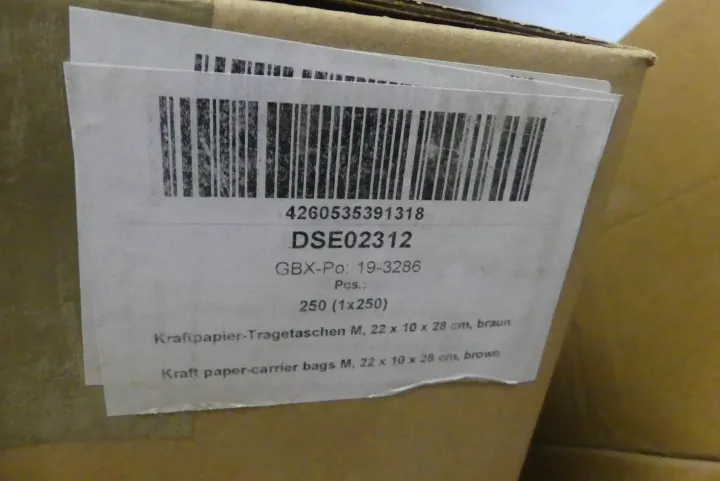 4260535391318
DSE02312
GBX-Po: 19-3286
Pcs.:
250 (1x250)
Kraftpapier-Tragetaschen M, 22 x 10 x 28 cm, braun
Kraft paper-carrier bags M, 22 x 10 x 28 cm, brown